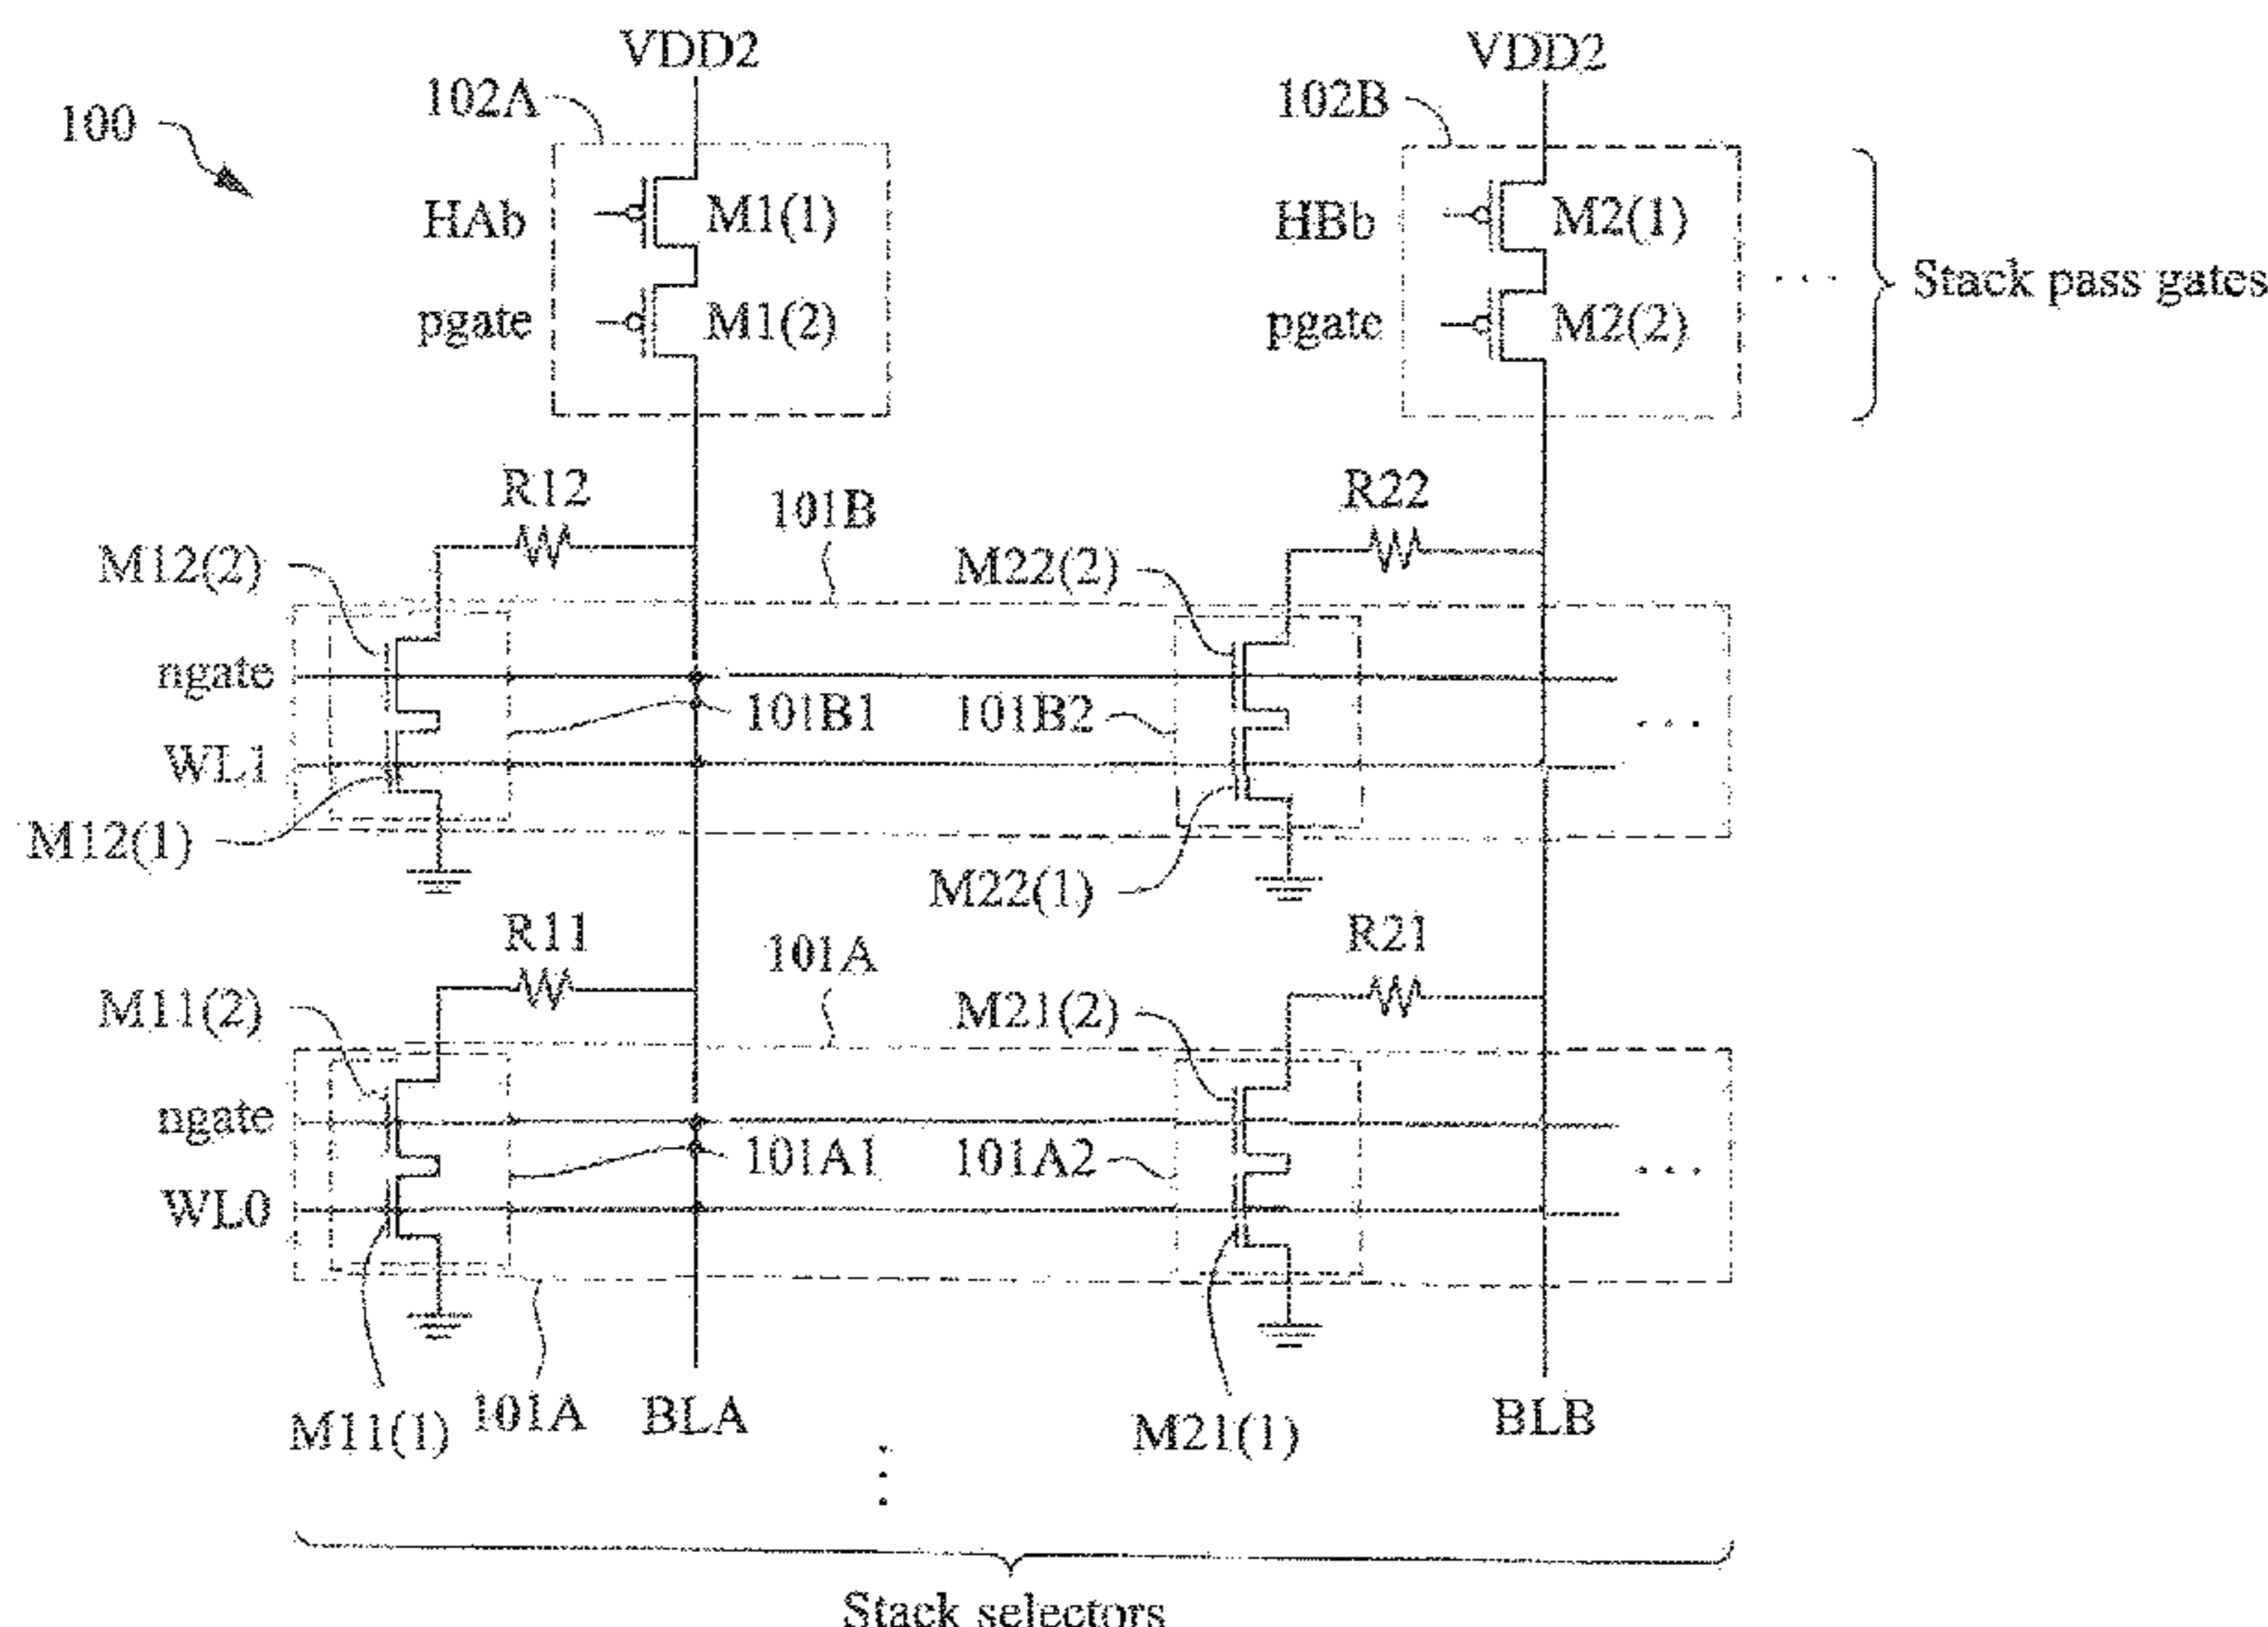 VDD2
VDD2
102A
102B
100
HAb
M1(1)
HBb
M2(1)
Stack pass gates
pgate
M1(2)
pgate
M2(2)
R12
R22
101B
M12(2)
M22(2)
ngate
101B1
101B2
WL1
M12(1)
M22(1)
R11
R21
101A
M11(2)
M21(2)
ngate
101A1
101A2
WL0
M11(1)
101A
BLA
M21(1)
BLB
Stack selectors